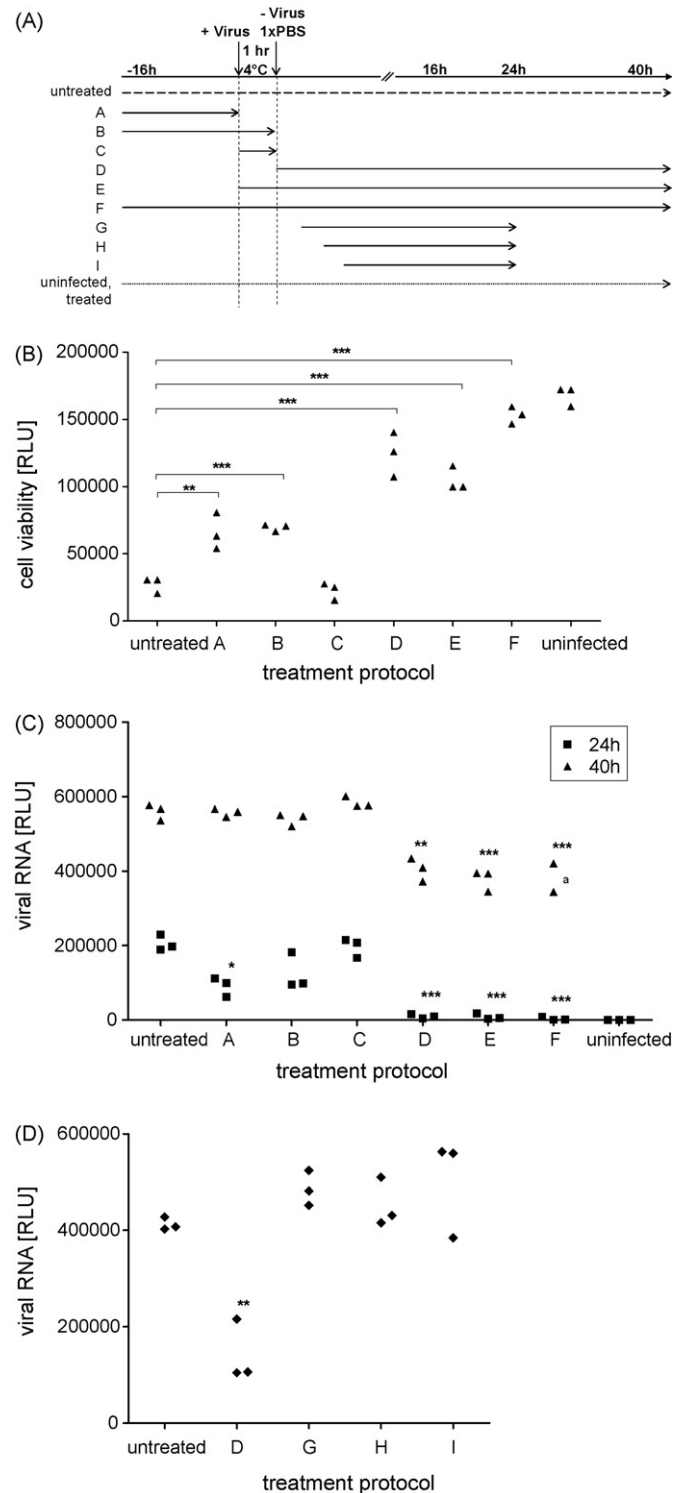 (A)
- Virus
+ Virus 1xPBS
1 hr
-16h 4°C 16h 24h 40h
untreated
A
B
C
D
E
F
G
H
I
uninfected,
treated
(B)
200000
150000
100000
50000
0
cell viability [RLU]
***
***
***
***
**
untreated A B C D E F uninfected
treatment protocol
(C)
800000
600000
400000
200000
0
viral RNA [RLU]
24h
40h
** *** ***
a
*
*** *** ***
untreated A B C D E F uninfected
treatment protocol
(D)
600000
400000
200000
0
viral RNA [RLU]
**
untreated D G H I
treatment protocol